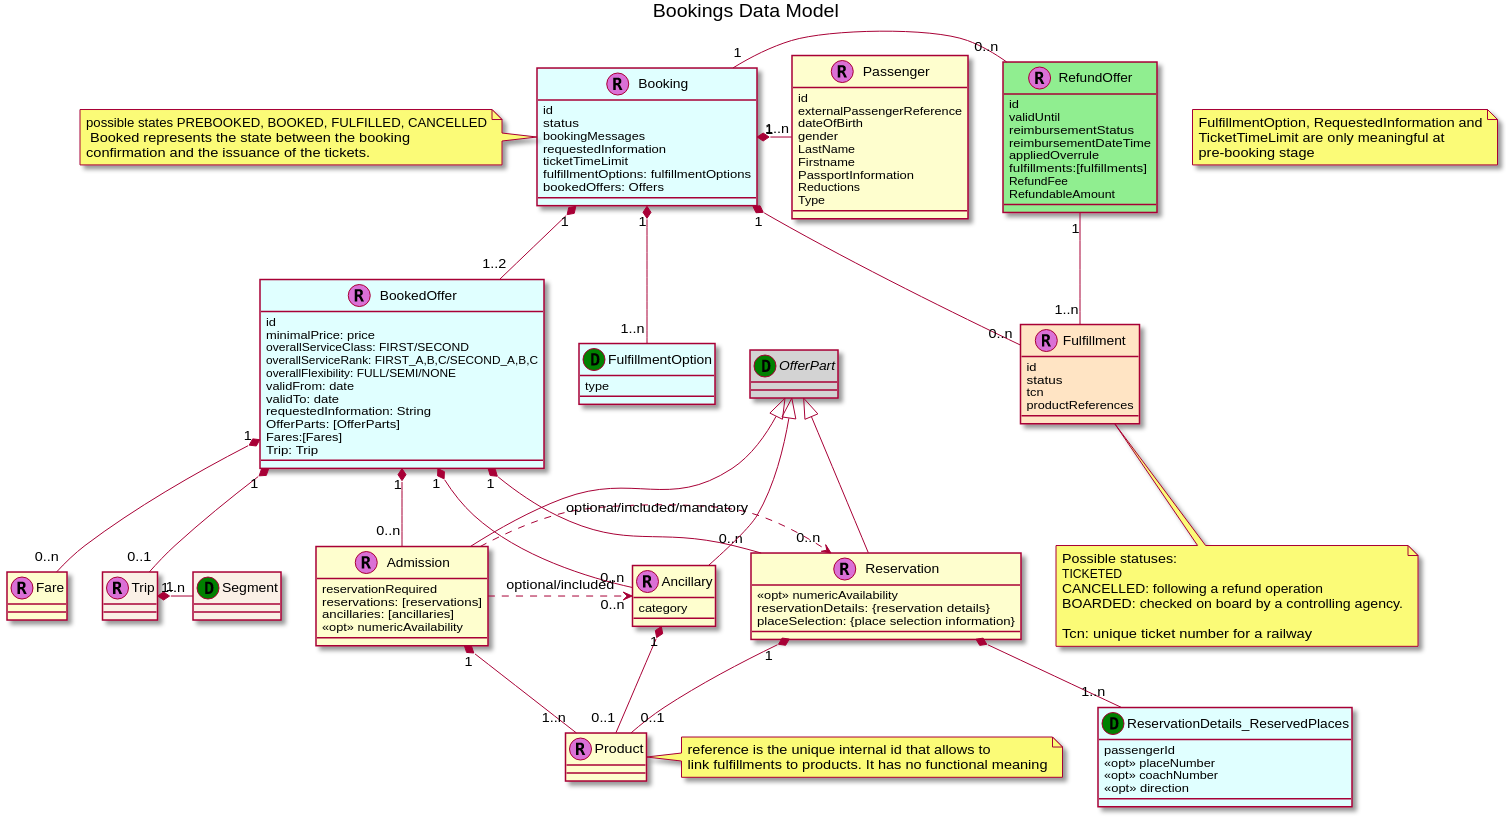 Bookings Data Model
1
0..n
possible states PREBOOKED, BOOKED, FULFILLED, CANCELLED
Booked represents the state between the booking
confirmation and the issuance of the tickets.
R Booking
id
status
bookingMessages
requestedInformation
ticketTimeLimit
fulfillmentOptions: fulfillmentOptions
bookedOffers: Offers
1
1..n
R Passenger
id
externalPassengerReference
dateOfBirth
gender
LastName
Firstname
PassportInformation
Reductions
Type
R RefundOffer
id
validUntil
reimbursementStatus
reimbursementDateTime
appliedOverrule
fulfillments:[fulfillments]
RefundFee
RefundableAmount
FulfillmentOption, RequestedInformation and
TicketTimeLimit are only meaningful at
pre-booking stage
1
1
1
1
1..2
1..n
0..n
1..n
R BookedOffer
id
minimalPrice: price
overallServiceClass: FIRST/SECOND
overallServiceRank: FIRST_A,B,C/SECOND_A,B,C
overallFlexibility: FULL/SEMI/NONE
validFrom: date
validTo: date
requestedInformation: String
OfferParts: [OfferParts]
Fares:[Fares]
Trip: Trip
D FulfillmentOption
type
D OfferPart
R Fulfillment
id
status
tcn
productReferences
1
1
1
1
1
optional/included/mandatory
0..n
0..1
0..n
0..n
0..n
R Fare
R Trip
1
1..n
D Segment
R Admission
reservationRequired
reservations: [reservations]
ancillaries: [ancillaries]
«opt» numericAvailability
optional/included
0..n
0..n
R Ancillary
category
R Reservation
«opt» numericAvailability
reservationDetails: {reservation details}
placeSelection: {place selection information}
Possible statuses:
TICKETED
CANCELLED: following a refund operation
BOARDED: checked on board by a controlling agency.
Tcn: unique ticket number for a railway
1
1
1
1..n
0..1
0..1
1..n
R Product
reference is the unique internal id that allows to
link fulfillments to products. It has no functional meaning
D ReservationDetails_ReservedPlaces
passengerId
«opt» placeNumber
«opt» coachNumber
«opt» direction